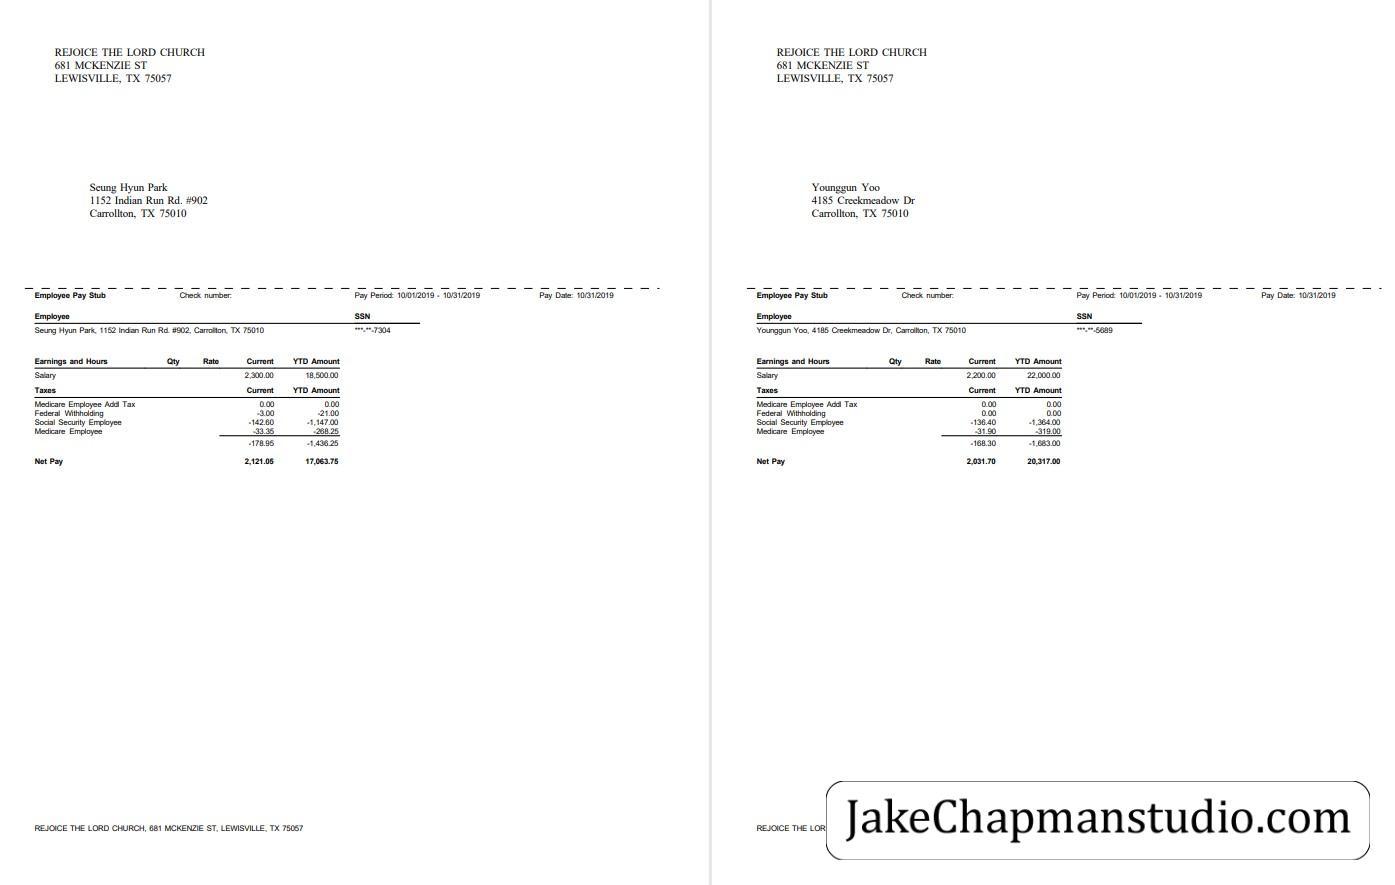 REJOICE THE LORD CHURCH
681 MCKENZIE ST
LEWISVILLE, TX 75057
Seung Hyun Park
1152 Indian Run Rd. #902
Carrollton, TX 75010
Employee Pay Stub Check number: Pay Period: 10/01/2019 - 10/31/2019 Pay Date: 10/31/2019
Employee SSN
Seung Hyun Park, 1152 Indian Run Rd. #902, Carrollton, TX 75010 ***-**-7304
Earnings and Hours Qty Rate Current YTD Amount
Salary 2,300.00 18,500.00
Taxes Current YTD Amount
Medicare Employee Addl Tax 0.00 0.00
Federal Withholding -3.00 -21.00
Social Security Employee -142.60 -1,147.00
Medicare Employee -33.35 -268.25
-178.95 -1,436.25
Net Pay 2,121.05 17,063.75
REJOICE THE LORD CHURCH, 681 MCKENZIE ST, LEWISVILLE, TX 75057
REJOICE THE LORD CHURCH
681 MCKENZIE ST
LEWISVILLE, TX 75057
Younggun Yoo
4185 Creekmeadow Dr
Carrollton, TX 75010
Employee Pay Stub Check number: Pay Period: 10/01/2019 - 10/31/2019 Pay Date: 10/31/2019
Employee SSN
Younggun Yoo, 4185 Creekmeadow Dr, Carrollton, TX 75010 ***-**-5689
Earnings and Hours Qty Rate Current YTD Amount
Salary 2,200.00 22,000.00
Taxes Current YTD Amount
Medicare Employee Addl Tax 0.00 0.00
Federal Withholding 0.00 0.00
Social Security Employee -136.40 -1,364.00
Medicare Employee -31.90 -319.00
-168.30 -1,683.00
Net Pay 2,031.70 20,317.00
REJOICE THE LOR
JakeChapmanstudio.com